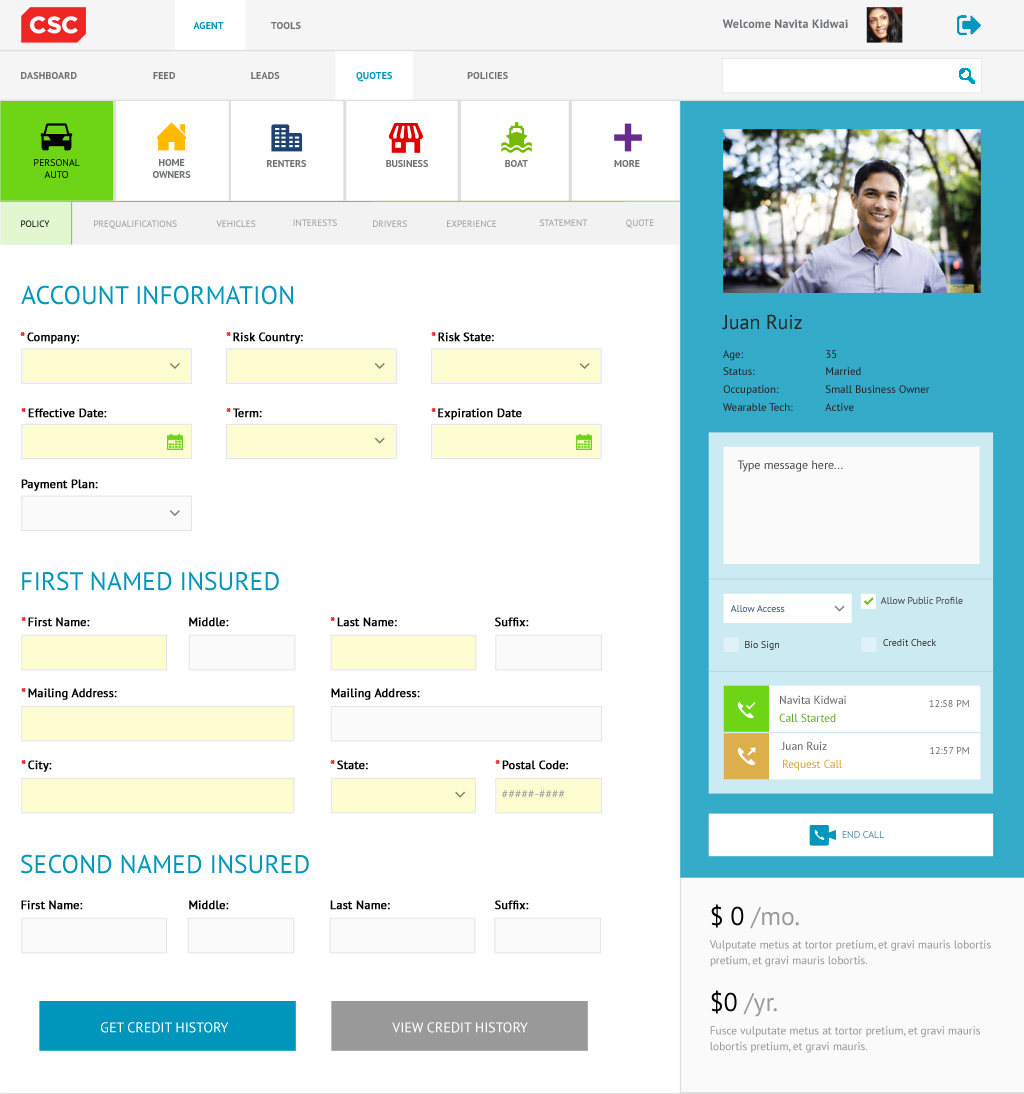 CSC
AGENT
TOOLS
Welcome Navita Kidwai
DASHBOARD
FEED
LEADS
QUOTES
POLICIES
PERSONAL
AUTO
HOME
OWNERS
RENTERS
BUSINESS
BOAT
MORE
POLICY
PREQUALIFICATIONS
VEHICLES
INTERESTS
DRIVERS
EXPERIENCE
STATEMENT
QUOTE
ACCOUNT INFORMATION
* Company:
* Risk Country:
* Risk State:
* Effective Date:
* Term:
* Expiration Date
Payment Plan:
FIRST NAMED INSURED
* First Name:
Middle:
* Last Name:
Suffix:
* Mailing Address:
Mailing Address:
* City:
* State:
* Postal Code:
#####-####
SECOND NAMED INSURED
First Name:
Middle:
Last Name:
Suffix:
GET CREDIT HISTORY
VIEW CREDIT HISTORY
Juan Ruiz
Age: 35
Status: Married
Occupation: Small Business Owner
Wearable Tech: Active
Type message here...
Allow Access
Allow Public Profile
Bio Sign
Credit Check
Navita Kidwai
12:58 PM
Call Started
Juan Ruiz
12:57 PM
Request Call
END CALL
$ 0 /mo.
Vulputate metus at tortor pretium, et gravi mauris lobortis
pretium, et gravi mauris lobortis.
$0 /yr.
Fusce vulputate metus at tortor pretium, et gravi mauris
lobortis pretium, et gravi mauris.